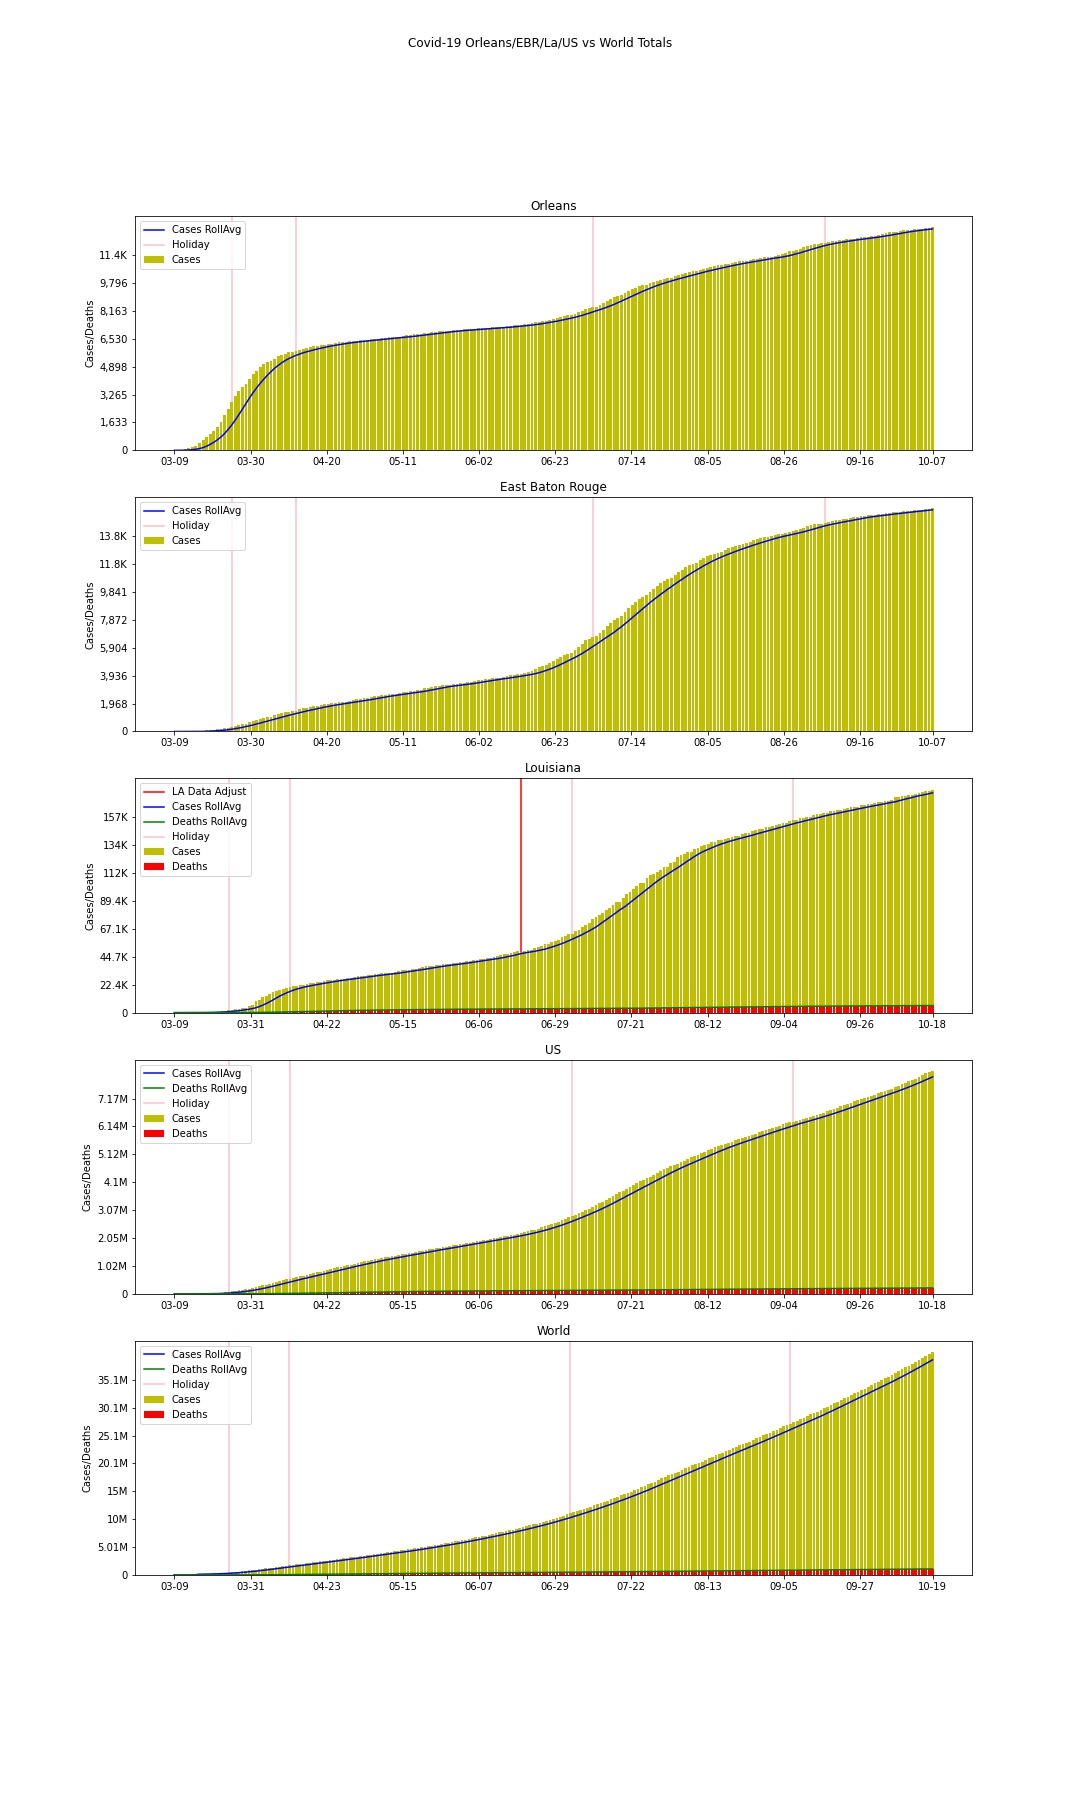 Covid-19 Orleans/EBR/La/US vs World Totals
Orleans
Cases RollAvg
Holiday
Cases
Cases/Deaths
11.4K
9,796
8,163
6,530
4,898
3,265
1,633
0
03-09 03-30 04-20 05-11 06-02 06-23 07-14 08-05 08-26 09-16 10-07
East Baton Rouge
Cases RollAvg
Holiday
Cases
Cases/Deaths
13.8K
11.8K
9,841
7,872
5,904
3,936
1,968
0
03-09 03-30 04-20 05-11 06-02 06-23 07-14 08-05 08-26 09-16 10-07
Louisiana
LA Data Adjust
Cases RollAvg
Deaths RollAvg
Holiday
Cases
Deaths
Cases/Deaths
157K
134K
112K
89.4K
67.1K
44.7K
22.4K
0
03-09 03-31 04-22 05-15 06-06 06-29 07-21 08-12 09-04 09-26 10-18
US
Cases RollAvg
Deaths RollAvg
Holiday
Cases
Deaths
Cases/Deaths
7.17M
6.14M
5.12M
4.1M
3.07M
2.05M
1.02M
0
03-09 03-31 04-22 05-15 06-06 06-29 07-21 08-12 09-04 09-26 10-18
World
Cases RollAvg
Deaths RollAvg
Holiday
Cases
Deaths
Cases/Deaths
35.1M
30.1M
25.1M
20.1M
15M
10M
5.01M
0
03-09 03-31 04-23 05-15 06-07 06-29 07-22 08-13 09-05 09-27 10-19